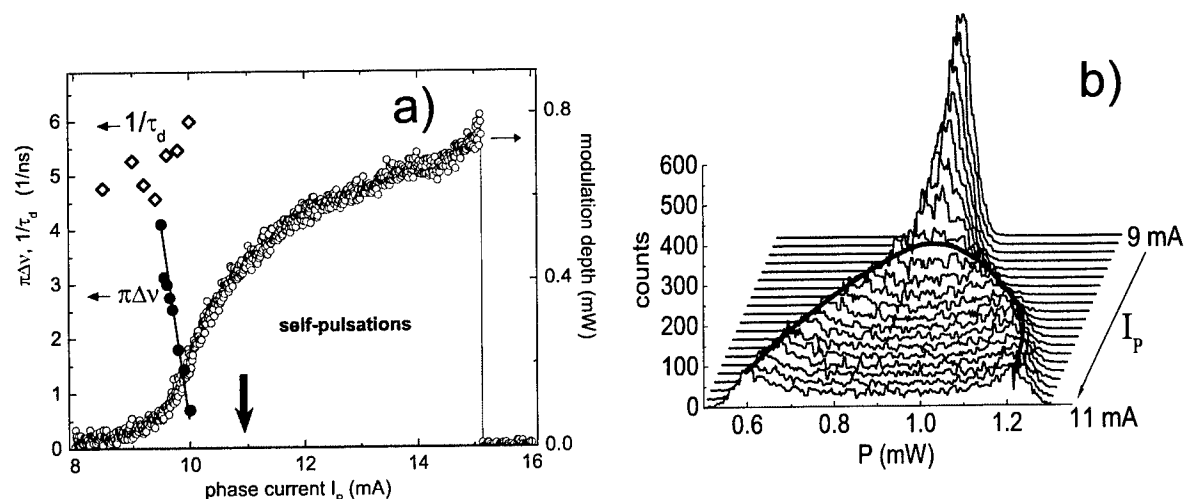 a)
6
5
4
3
2
1
0
πΔν, 1/τd (1/ns)
1/τd
πΔν
self-pulsations
0.8
0.4
0.0
modulation depth (mW)
8 10 12 14 16
phase current Ip (mA)
b)
600
500
400
300
200
100
0
counts
9 mA
IP
11 mA
0.6 0.8 1.0 1.2
P (mW)